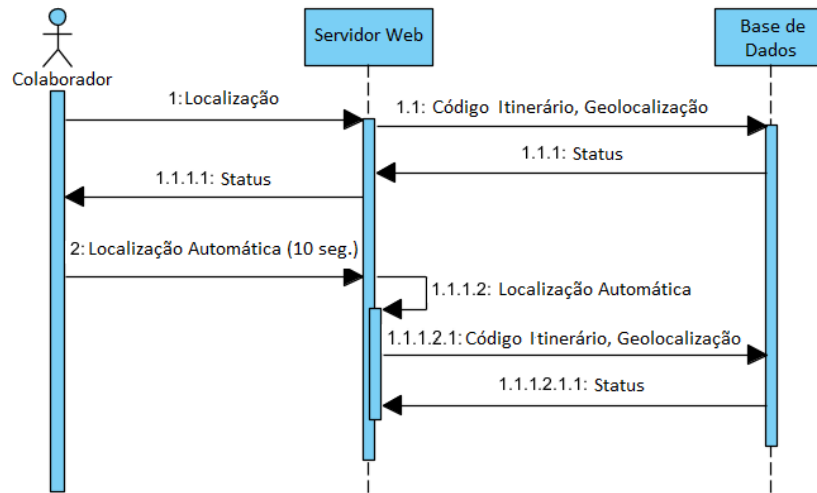 Colaborador
Servidor Web
Base de
Dados
1:Localização
1.1: Código Itinerário, Geolocalização
1.1.1: Status
1.1.1.1: Status
2:Localização Automática (10 seg.)
1.1.1.2: Localização Automática
1.1.1.2.1:Código Itinerário, Geolocalização
1.1.1.2.1.1: Status